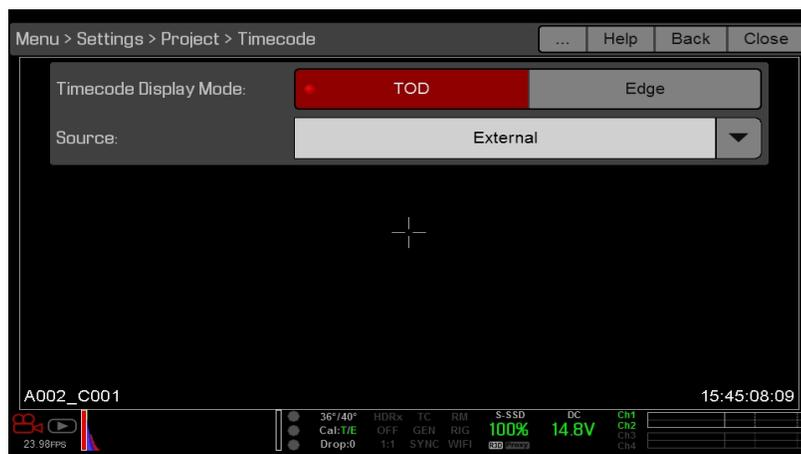 Menu > Settings > Project > Timecode ... Help Back Close
Timecode Display Mode: TOD Edge
Source: External
A002_C001 15:45:08:09
36°/40° HDRx TC RM S-SSD DC Ch1
Cal:T/E OFF GEN RIG 100% 14.8V Ch2
Ch3
23.98FPS Drop:0 1:1 SYNC WIFI R3D Proxy Ch4